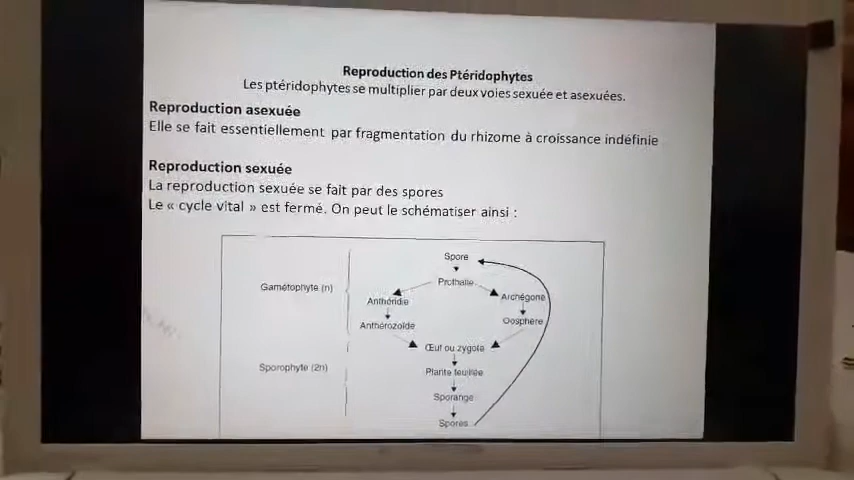 Reproduction des Ptéridophytes
Les ptéridophytes se multiplier par deux voies sexuée et asexuées.
Reproduction asexuée
Elle se fait essentiellement par fragmentation du rhizome à croissance indéfinie
Reproduction sexuée
La reproduction sexuée se fait par des spores
Le « cycle vital » est fermé. On peut le schématiser ainsi :
Spore
Prothalle
Gamétophyte (n)
Anthéridie
Archégone
Anthérozoïde
Oosphère
Œuf ou zygote
Sporophyte (2n)
Plante feuillée
Sporange
Spores